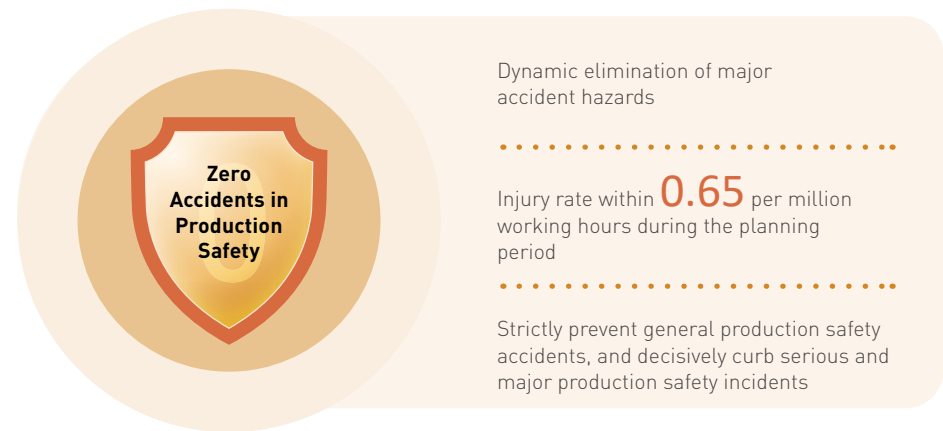 Zero
Accidents in
Production
Safety
Dynamic elimination of major
accident hazards
Injury rate within 0.65 per million
working hours during the planning
period
Strictly prevent general production safety
accidents, and decisively curb serious and
major production safety incidents